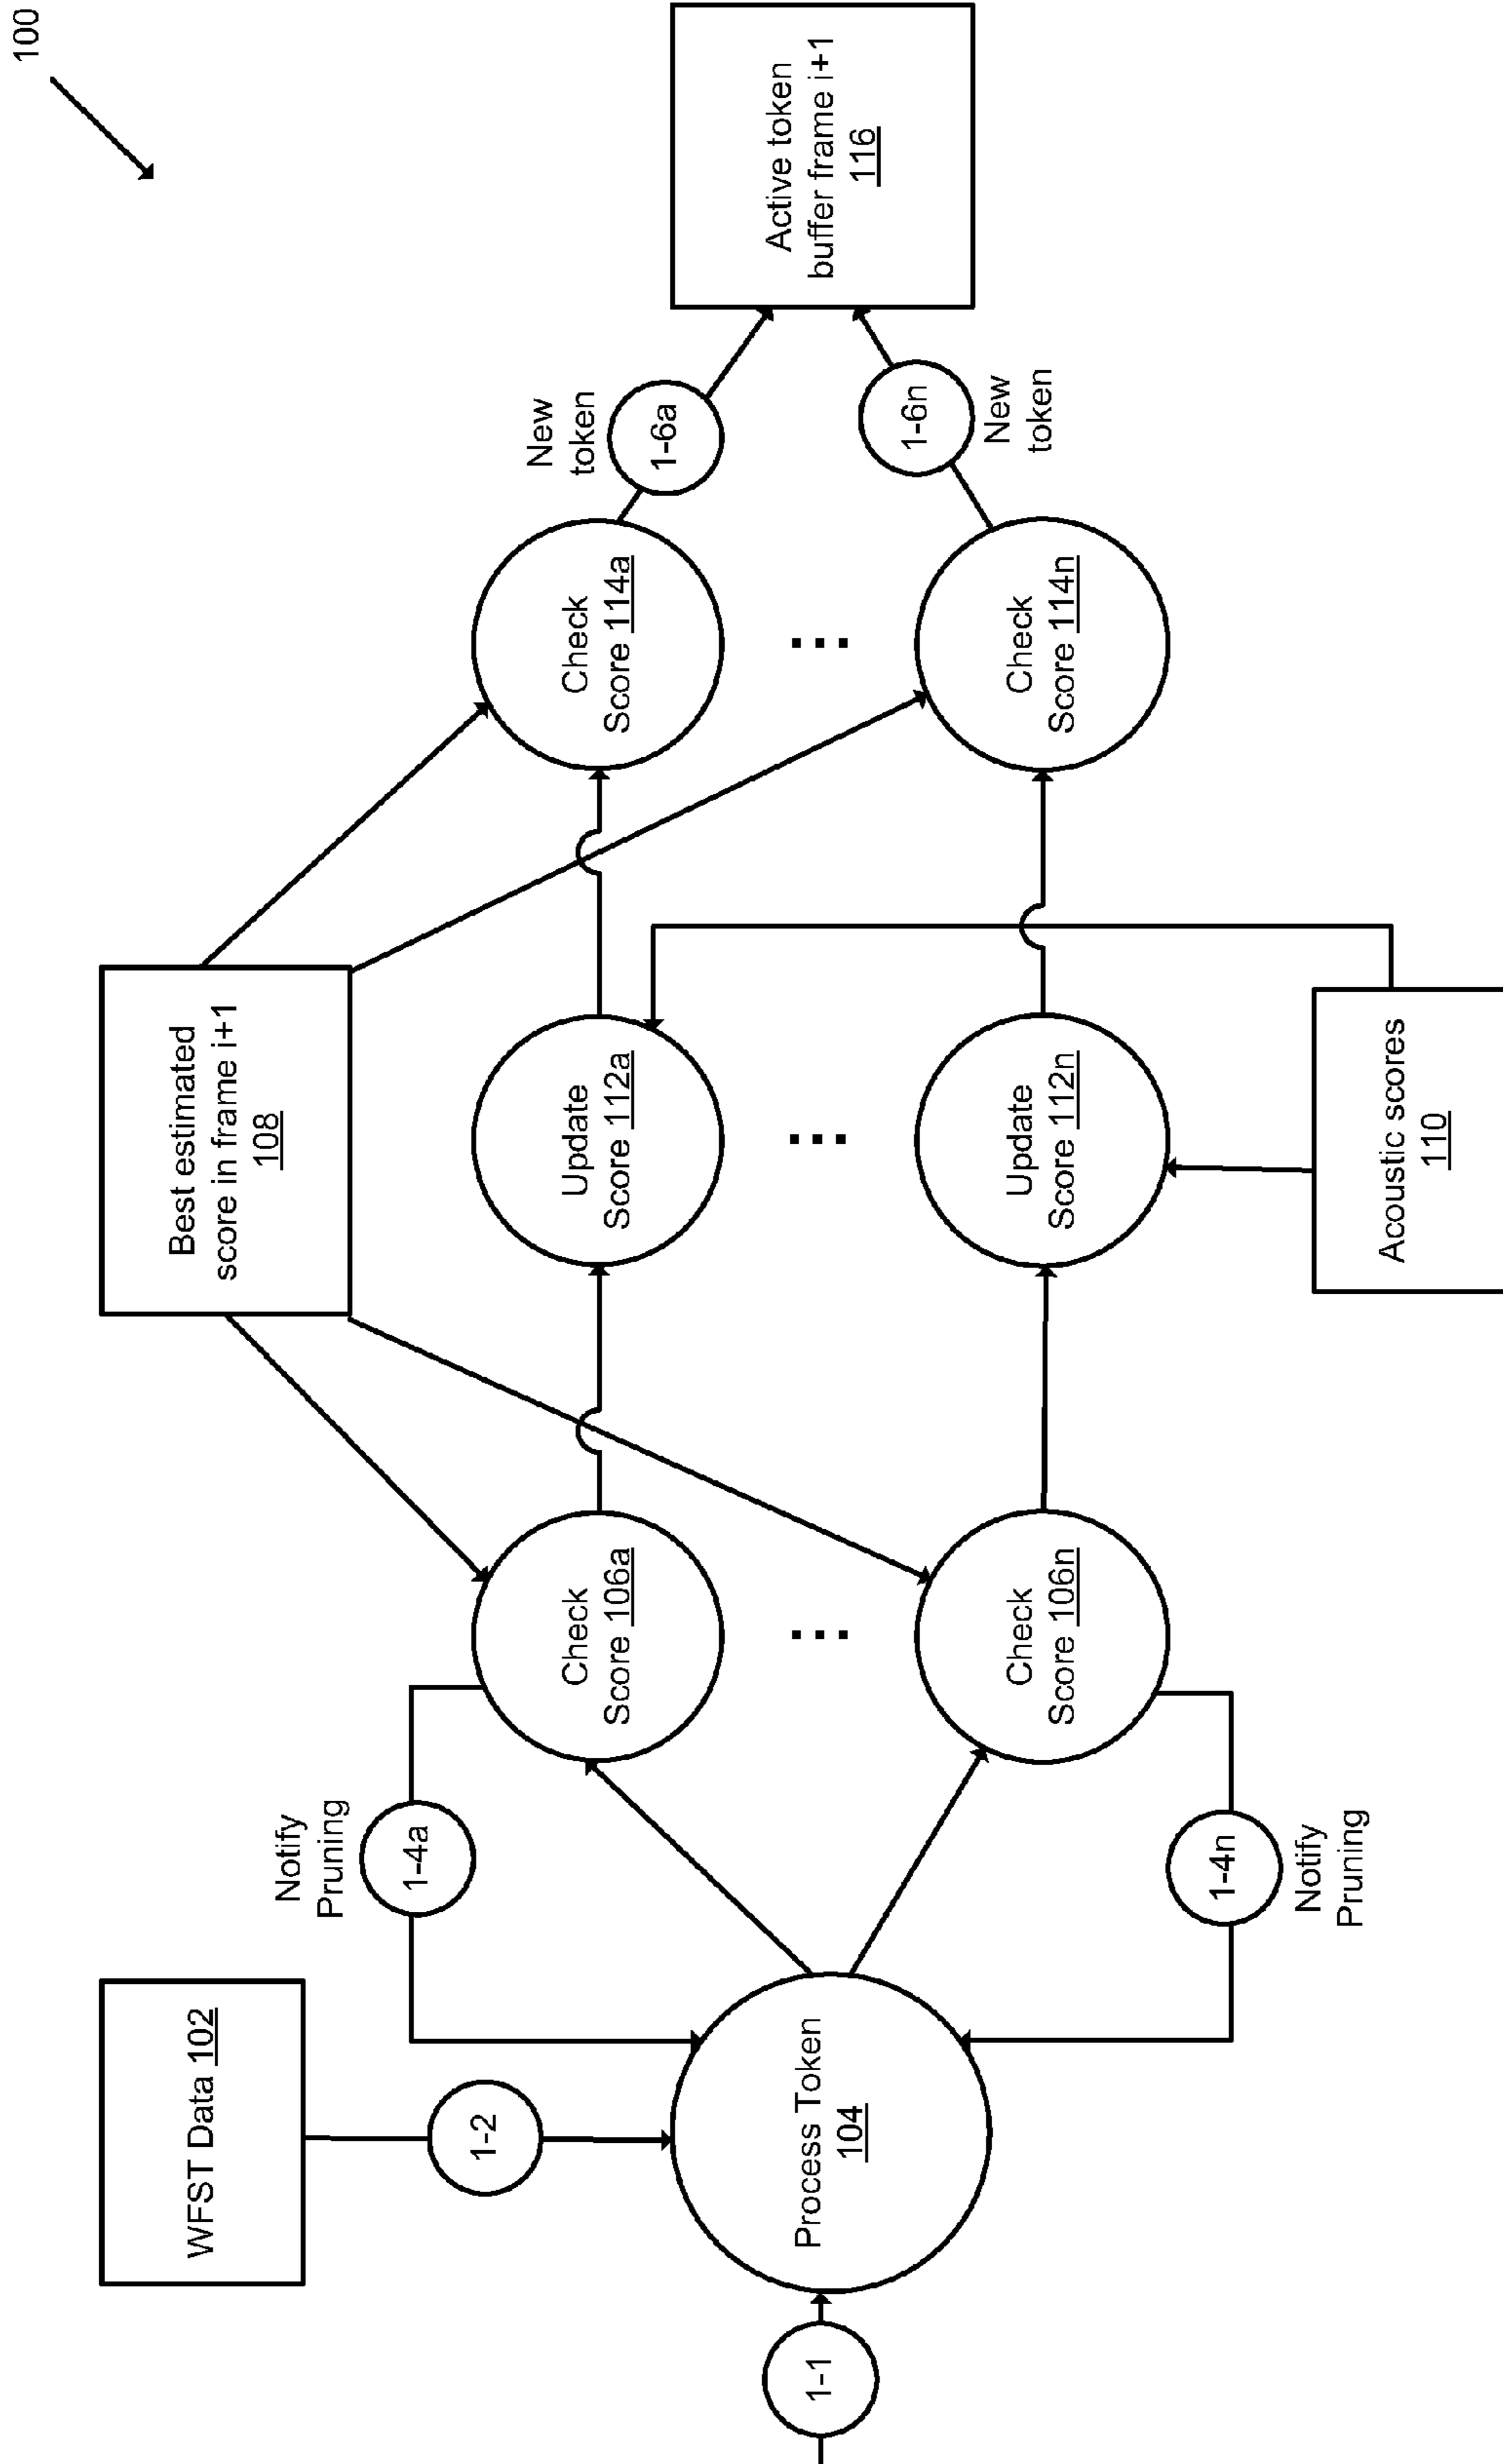 100
WFST Data 102
Best estimated
score in frame i+1
108
1-2
Notify
Pruning
1-4a
1-1
Process Token
104
Check
Score 106a
Update
Score 112a
Check
Score 114a
New
token
1-6a
...
...
...
Active token
buffer frame i+1
116
Check
Score 106n
Update
Score 112n
Check
Score 114n
1-6n
New
token
1-4n
Notify
Pruning
Acoustic scores
110